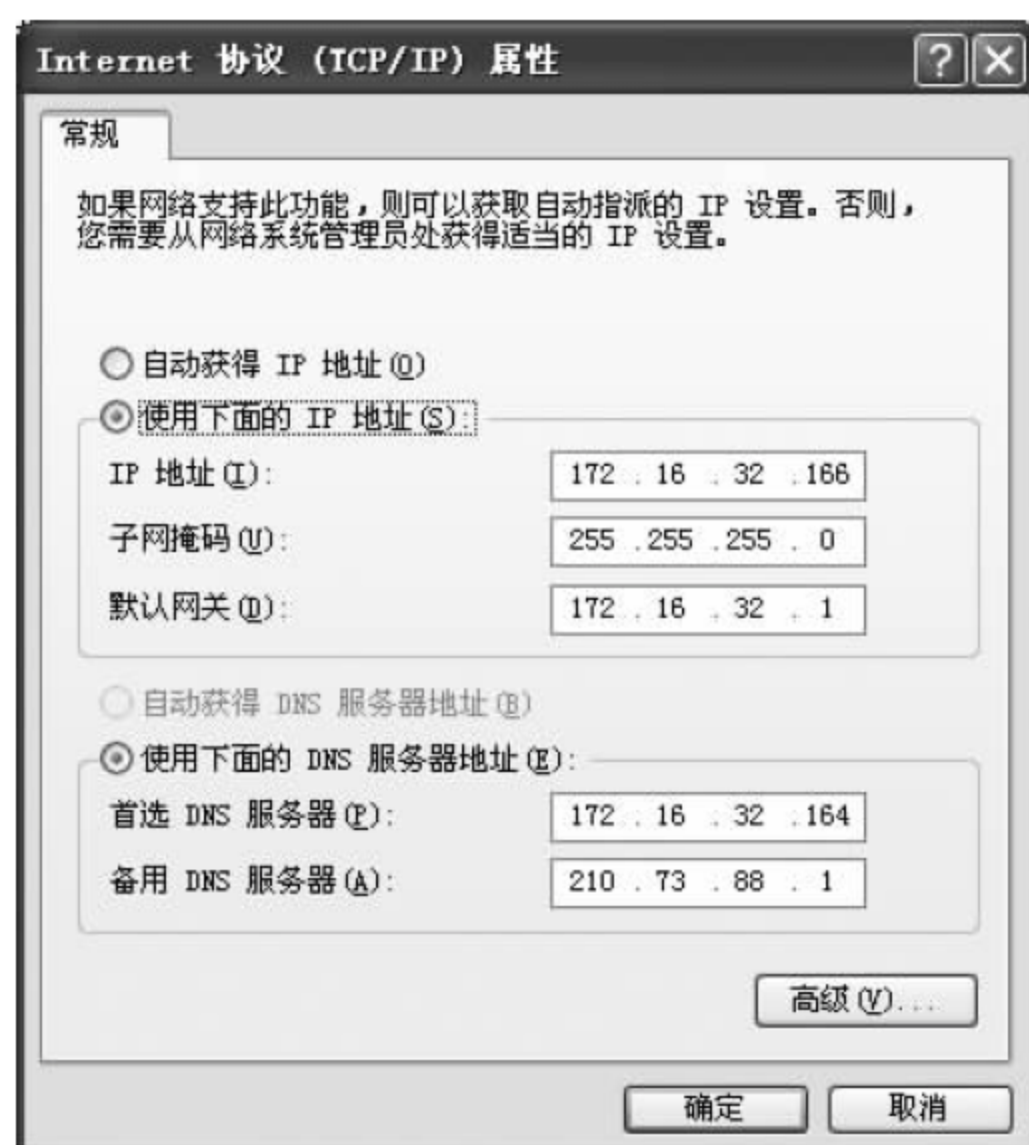 Internet 协议 (TCP/IP) 属性
常规
如果网络支持此功能，则可以获取自动指派的 IP 设置。否则，
您需要从网络系统管理员处获得适当的 IP 设置。
自动获得 IP 地址(O)
使用下面的 IP 地址(S):
IP 地址(I): 172 . 16 . 32 .166
子网掩码(U): 255 .255 .255 . 0
默认网关(D): 172 . 16 . 32 . 1
自动获得 DNS 服务器地址(B)
使用下面的 DNS 服务器地址(E):
首选 DNS 服务器(P): 172 . 16 . 32 .164
备用 DNS 服务器(A): 210 . 73 . 88 . 1
高级(V)...
确定 取消